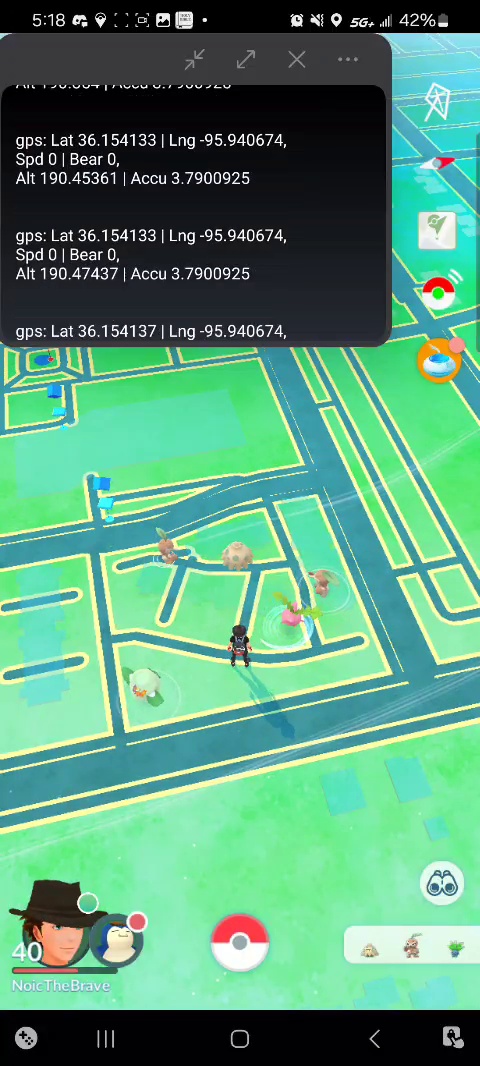 5:18
5G+
42%
gps: Lat 36.154133 | Lng -95.940674,
Spd 0 | Bear 0,
Alt 190.45361 | Accu 3.7900925
gps: Lat 36.154133 | Lng -95.940674,
Spd 0 | Bear 0,
Alt 190.47437 | Accu 3.7900925
gps: Lat 36.154137 | Lng -95.940674,
40
NoicTheBrave